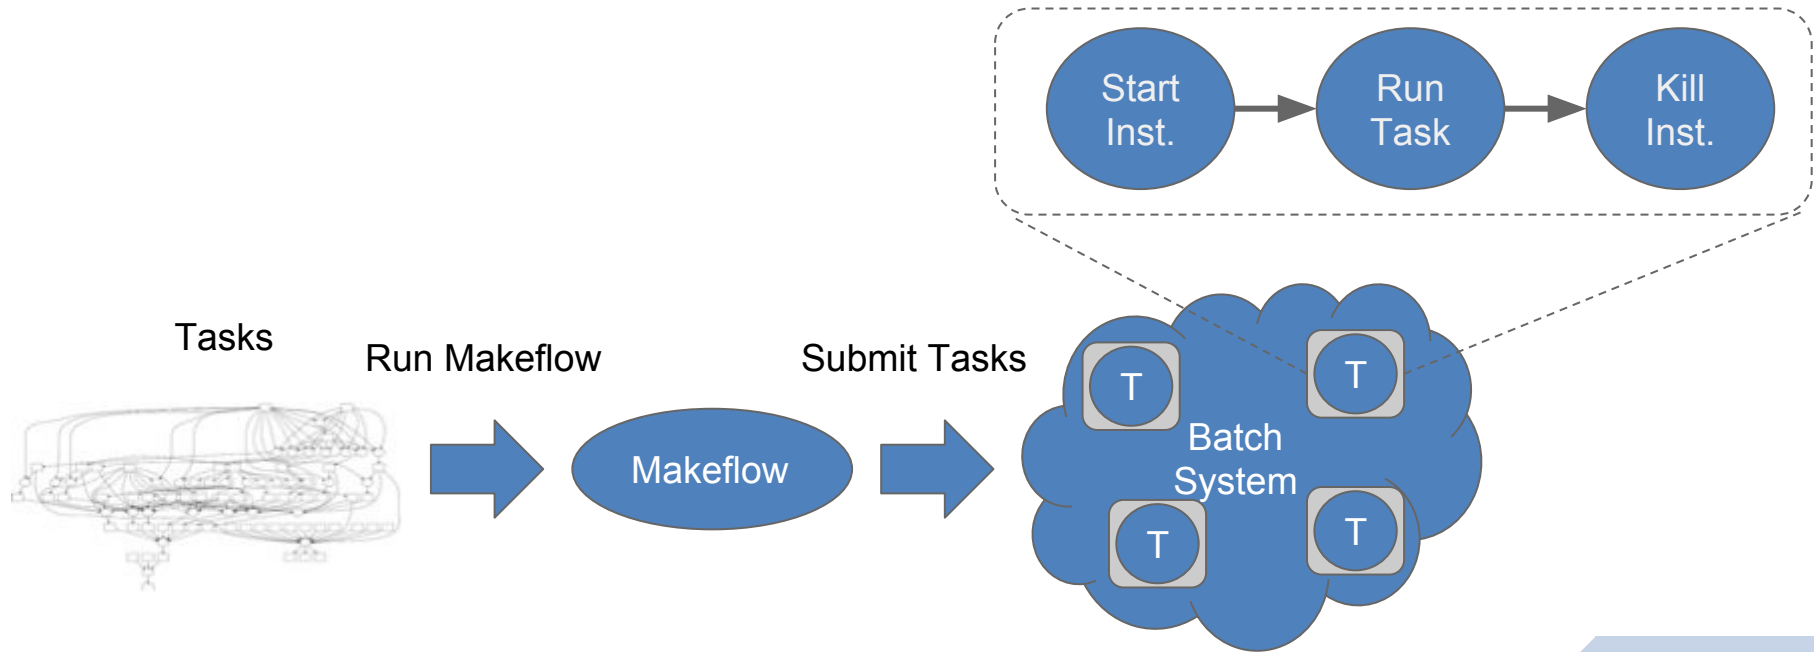 Start
Inst.
Run
Task
Kill
Inst.
Tasks
Run Makeflow
Submit Tasks
Makeflow
T
T
Batch
System
T
T